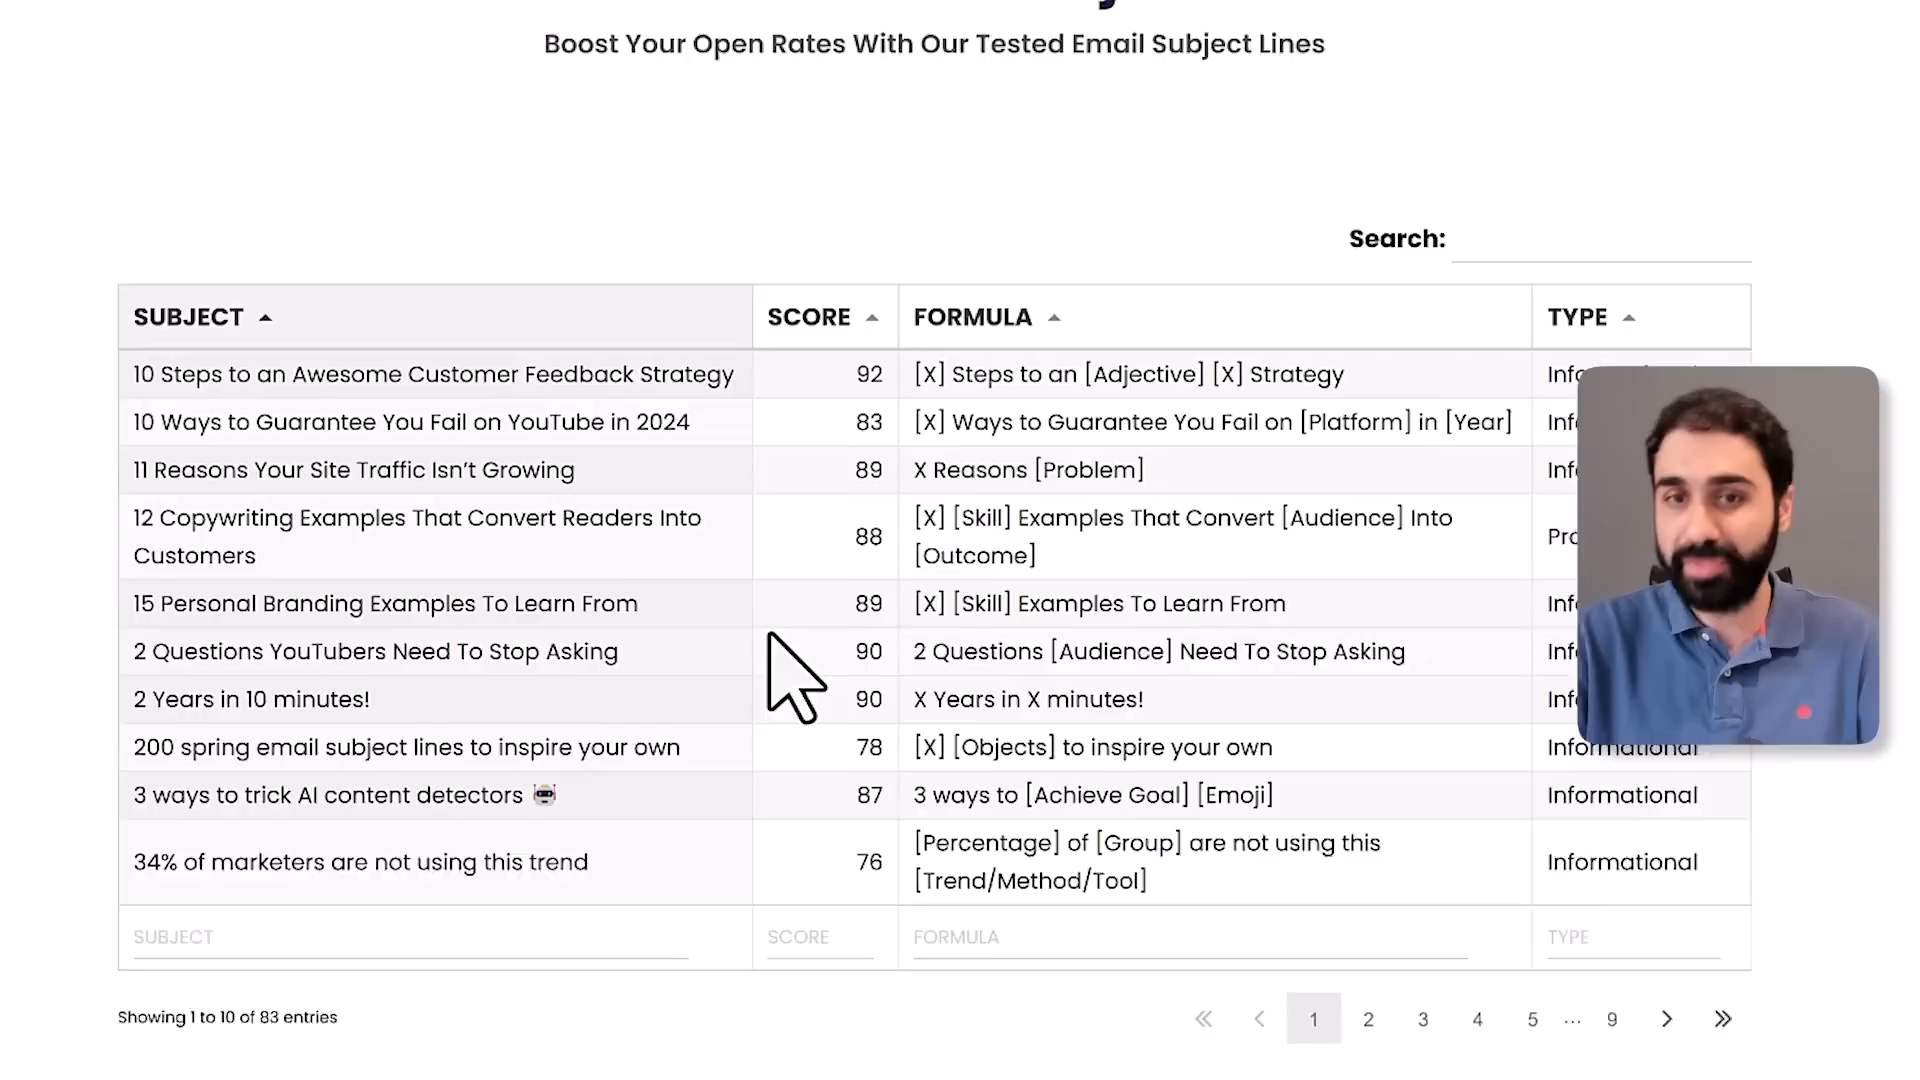 Boost Your Open Rates With Our Tested Email Subject Lines
Search:
SUBJECT SCORE FORMULA TYPE
10 Steps to an Awesome Customer Feedback Strategy 92 [X] Steps to an [Adjective] [X] Strategy
10 Ways to Guarantee You Fail on YouTube in 2024 83 [X] Ways to Guarantee You Fail on [Platform] in [Year]
11 Reasons Your Site Traffic Isn't Growing 89 X Reasons [Problem]
12 Copywriting Examples That Convert Readers Into
Customers 88 [X] [Skill] Examples That Convert [Audience] Into
[Outcome]
15 Personal Branding Examples To Learn From 89 [X] [Skill] Examples To Learn From
2 Questions YouTubers Need To Stop Asking 90 2 Questions [Audience] Need To Stop Asking
2 Years in 10 minutes! 90 X Years in X minutes!
200 spring email subject lines to inspire your own 78 [X] [Objects] to inspire your own Informational
3 ways to trick AI content detectors 🤖 87 3 ways to [Achieve Goal] [Emoji] Informational
34% of marketers are not using this trend 76 [Percentage] of [Group] are not using this
[Trend/Method/Tool] Informational
SUBJECT SCORE FORMULA TYPE
Showing 1 to 10 of 83 entries
« ‹ 1 2 3 4 5 ... 9 › »